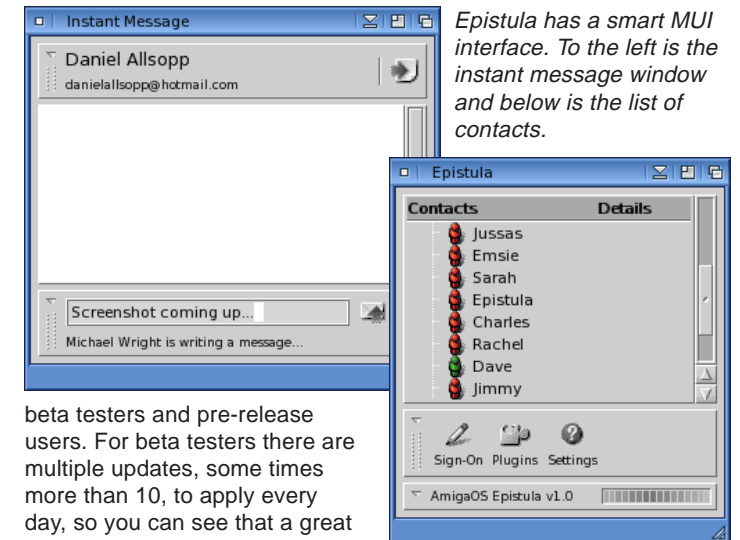 Instant Message
Daniel Allsopp
danielallsopp@hotmail.com
Screenshot coming up...
Michael Wright is writing a message...
Epistula has a smart MUI
interface. To the left is the
instant message window
and below is the list of
contacts.
Epistula
Contacts Details
Jussas
Emsie
Sarah
Epistula
Charles
Rachel
Dave
Jimmy
Sign-On Plugins Settings
AmigaOS Epistula v1.0
beta testers and pre-release
users. For beta testers there are
multiple updates, some times
more than 10, to apply every
day, so you can see that a great